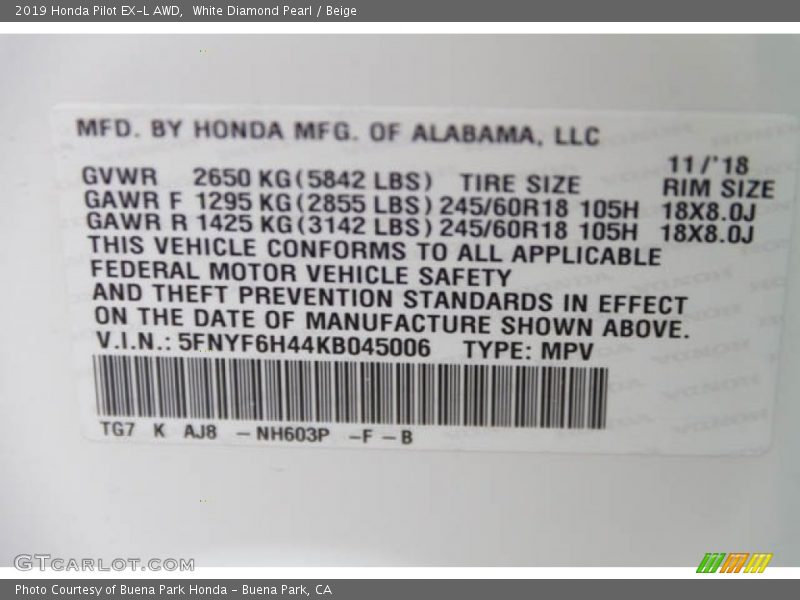 2019 Honda Pilot EX-L AWD,  White Diamond Pearl / Beige
MFD. BY HONDA MFG. OF ALABAMA, LLC
11/'18
GVWR 2650 KG(5842 LBS) TIRE SIZE RIM SIZE
GAWR F 1295 KG(2855 LBS) 245/60R18 105H 18X8.0J
GAWR R 1425 KG(3142 LBS) 245/60R18 105H 18X8.0J
THIS VEHICLE CONFORMS TO ALL APPLICABLE
FEDERAL MOTOR VEHICLE SAFETY
AND THEFT PREVENTION STANDARDS IN EFFECT
ON THE DATE OF MANUFACTURE SHOWN ABOVE.
V.I.N.: 5FNYF6H44KB045006 TYPE: MPV
TG7 K AJ8 - NH603P -F - B
GTCARLOT.COM
Photo Courtesy of Buena Park Honda - Buena Park, CA